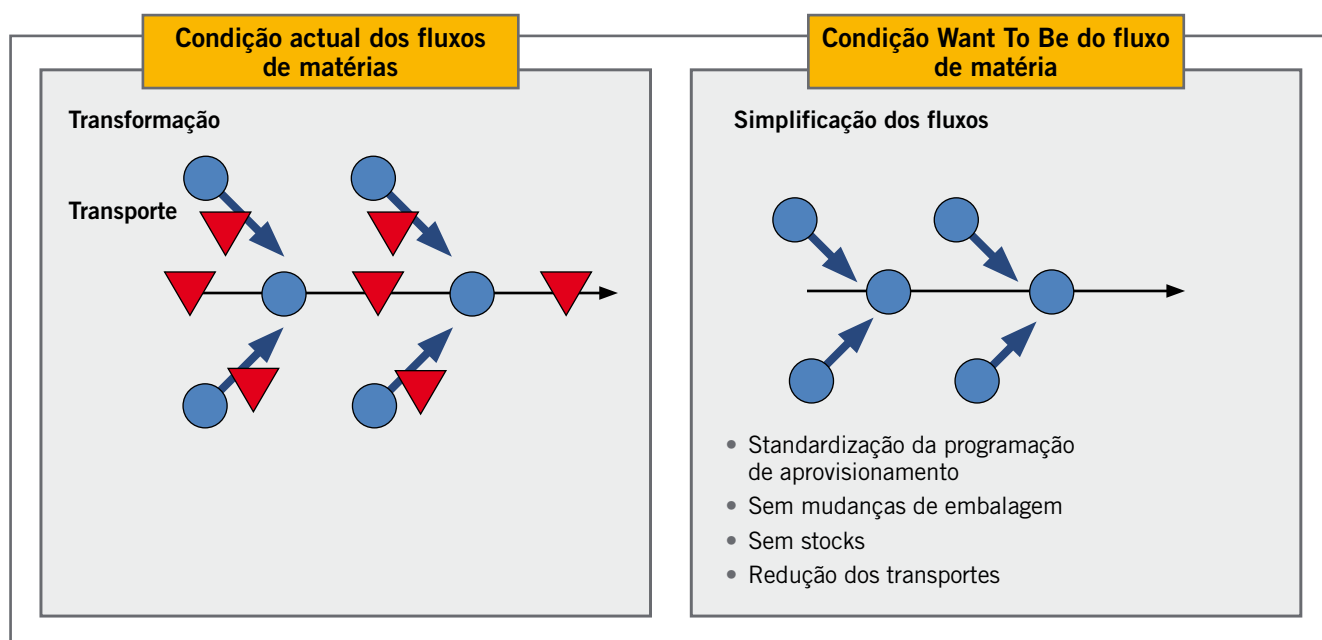 Condição actual dos fluxos
de matérias
Transformação
Transporte
Condição Want To Be do fluxo
de matéria
Simplificação dos fluxos
• Standardização da programação
de aprovisionamento
• Sem mudanças de embalagem
• Sem stocks
• Redução dos transportes